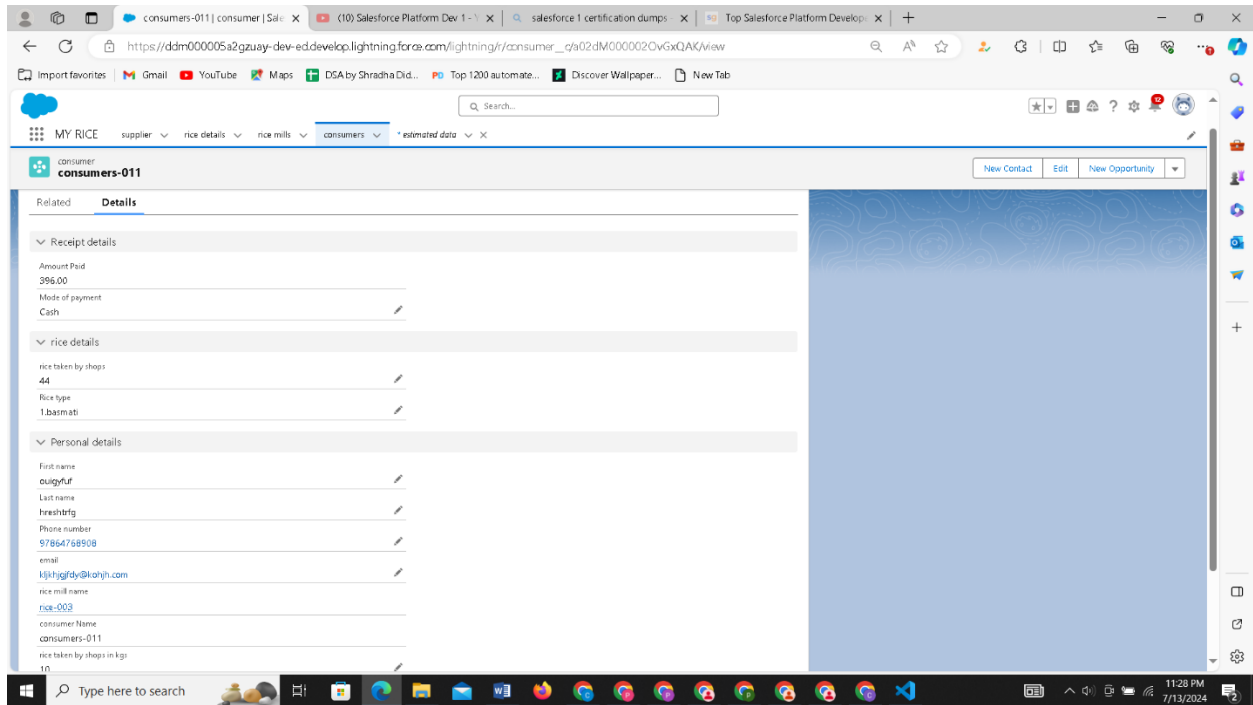 consumers-011 | consumer | Sale
(10) Salesforce Platform Dev 1 -
salesforce 1 certification dumps
Top Salesforce Platform Develop
https://ddm000005a2gzuay-dev-ed.develop.lightning.force.com/lightning/r/consumer__c/a02dM000002OvGxQAK/view
Import favorites Gmail YouTube Maps DSA by Shradha Did... Top 1200 automate... Discover Wallpaper... New Tab
Search...
12
MY RICE supplier rice details rice mills consumers * estimated data
consumer
consumers-011
New Contact Edit New Opportunity
Related Details
Receipt details
Amount Paid
396.00
Mode of payment
Cash
rice details
rice taken by shops
44
Rice type
1.basmati
Personal details
First name
ouigyfuf
Last name
hreshtrfg
Phone number
97864768908
email
kljkhjgjfdy@kohjh.com
rice mill name
rice-003
consumer Name
consumers-011
rice taken by shops in kgs
10
Type here to search
11:28 PM
7/13/2024